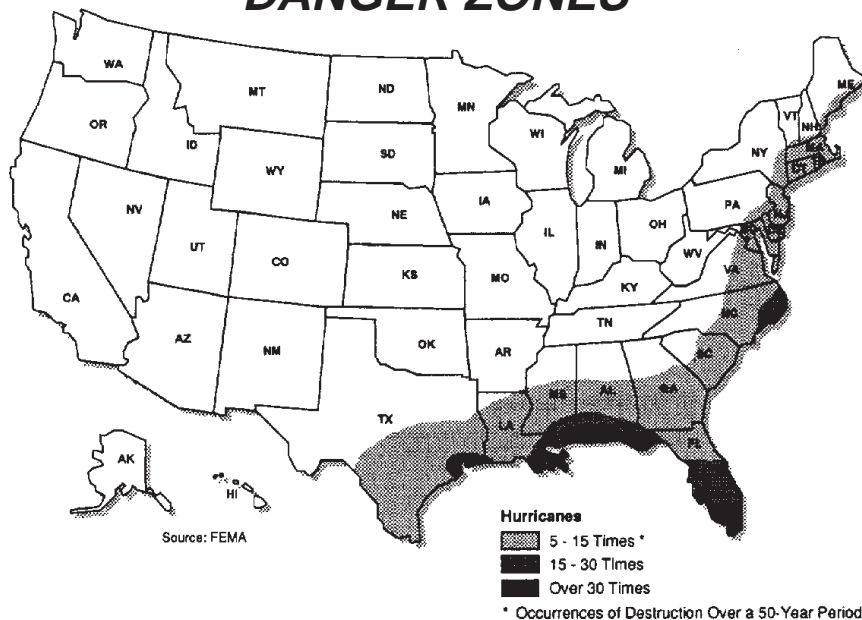 DANGER ZONES
WA
MT
ND
MN
ME
VT
NH
OR
ID
WI
NY
SD
WY
MI
IA
PA
NE
NV
OH
IL
IN
UT
CO
WV
VA
KS
MO
KY
CA
NC
TN
OK
AZ
NM
AR
SC
MS
AL
GA
TX
LA
FL
AK
HI
Source: FEMA
Hurricanes
5 - 15 Times *
15 - 30 Times
Over 30 Times
* Occurrences of Destruction Over a 50-Year Period